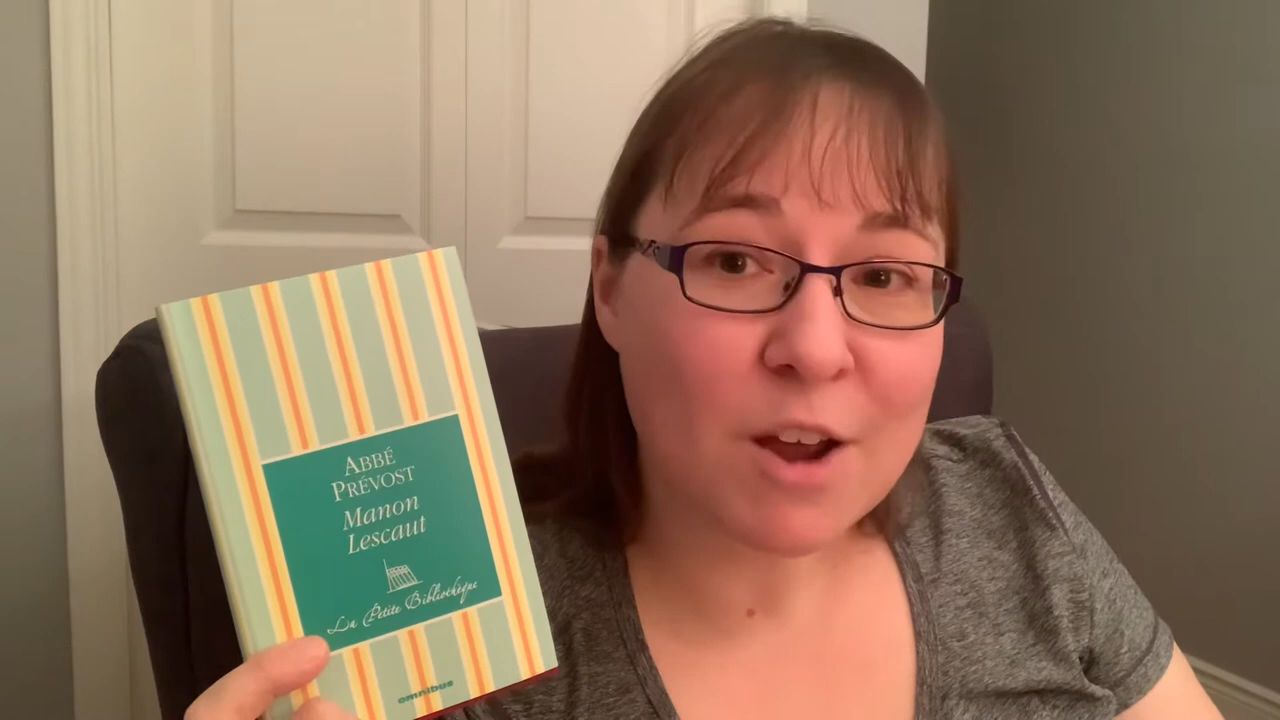 ABBÉ
PRÉVOST
Manon
Lescaut
La Petite Bibliothèque
omnibus